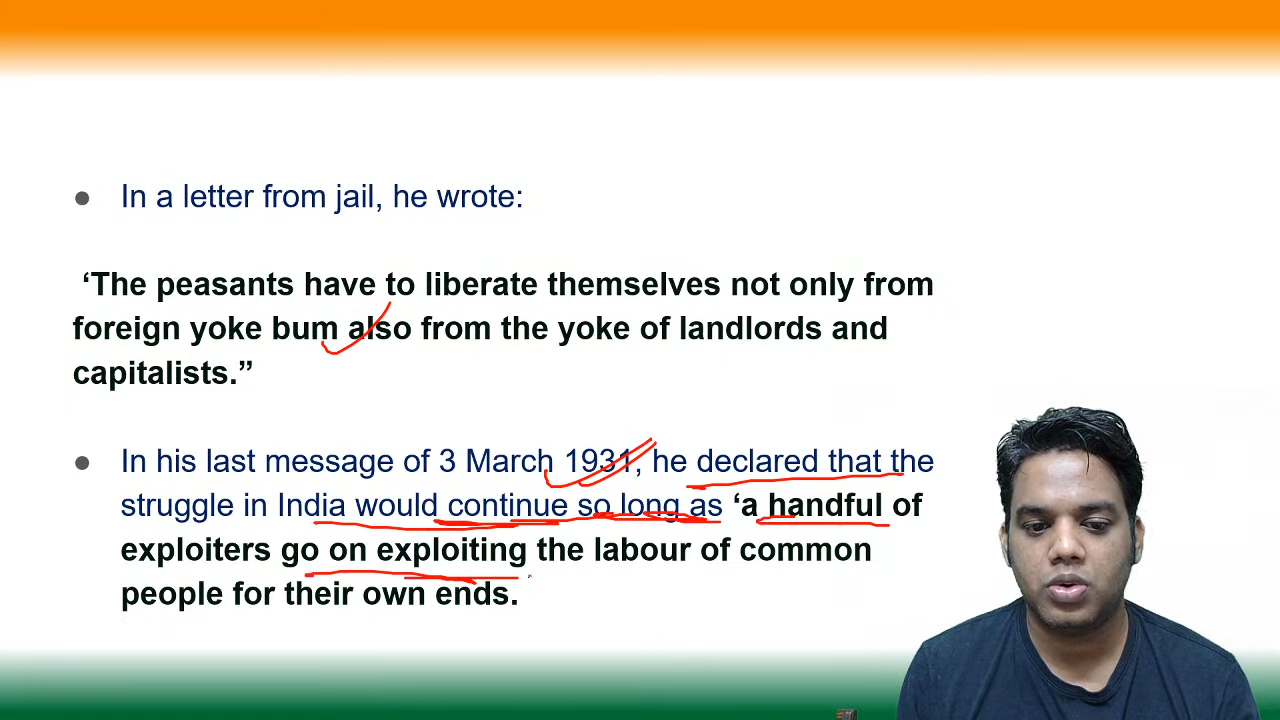 ● In a letter from jail, he wrote:
‘The peasants have to liberate themselves not only from
foreign yoke bum also from the yoke of landlords and
capitalists.”
● In his last message of 3 March 1931, he declared that the
struggle in India would continue so long as ‘a handful of
exploiters go on exploiting the labour of common
people for their own ends.